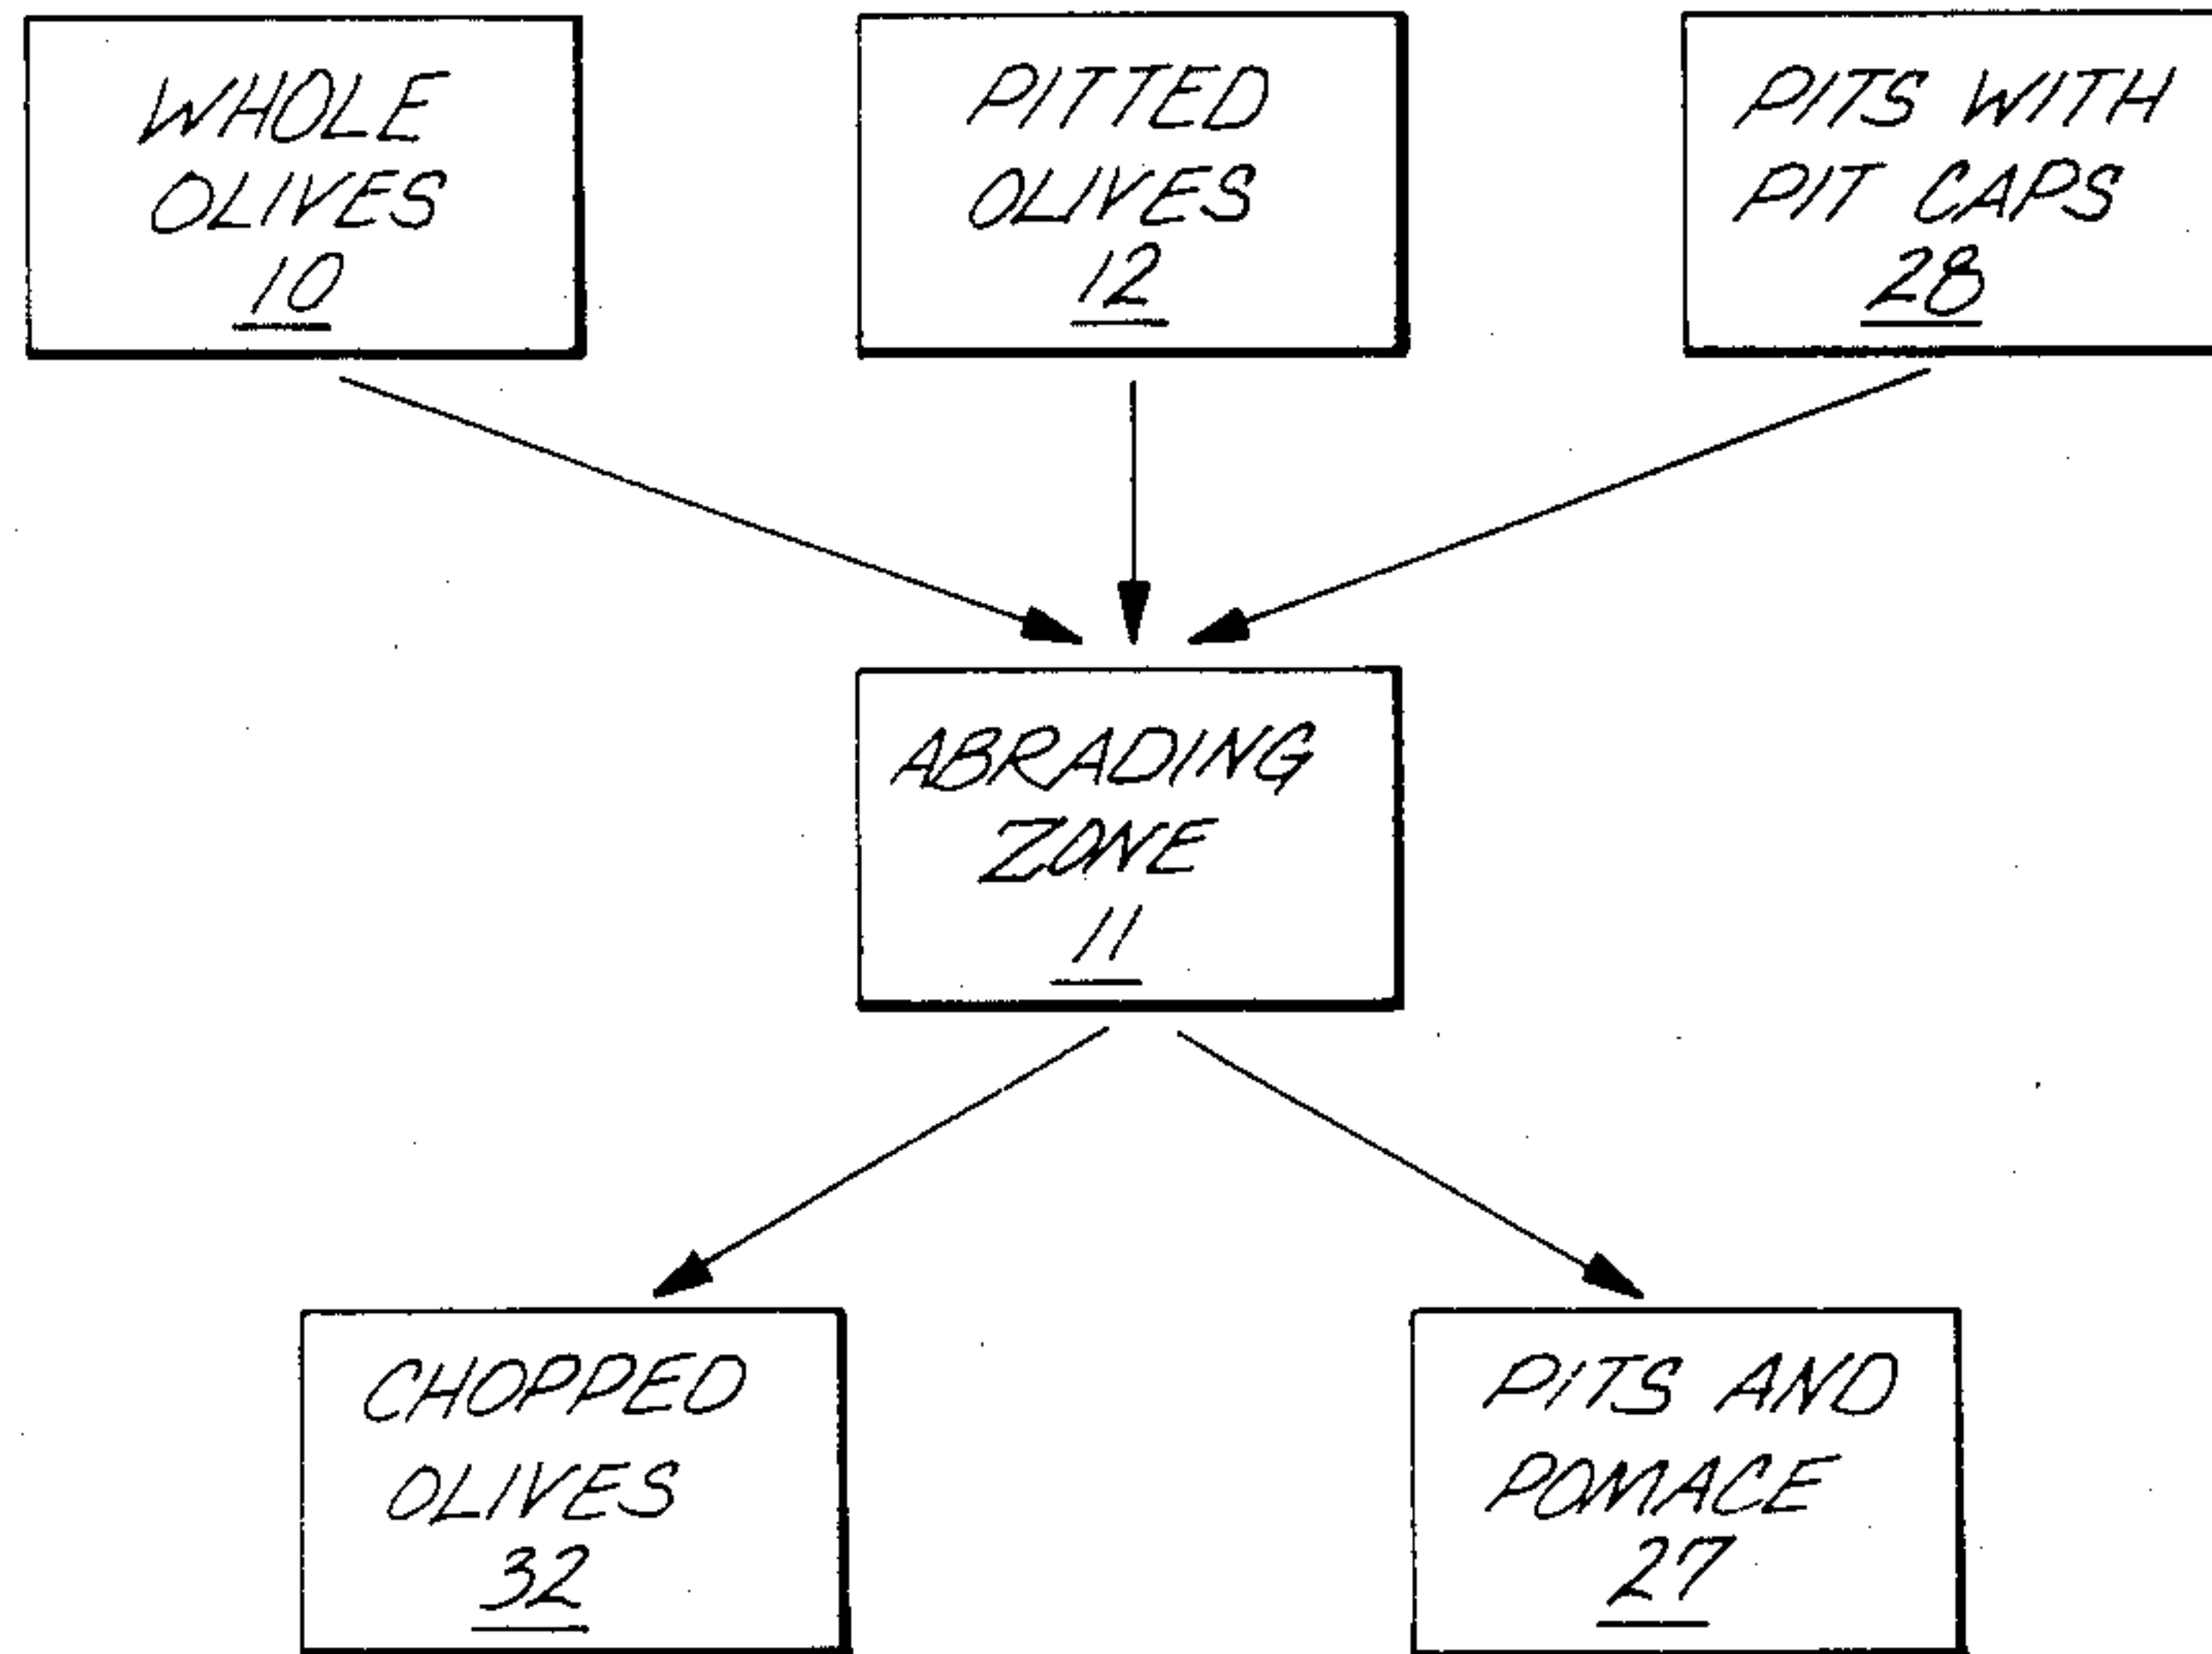 WHOLE
OLIVES
10
PITTED
OLIVES
12
PITS WITH
PIT CAPS
28
ABRADING
ZONE
11
CHOPPED
OLIVES
32
PITS AND
POMACE
27